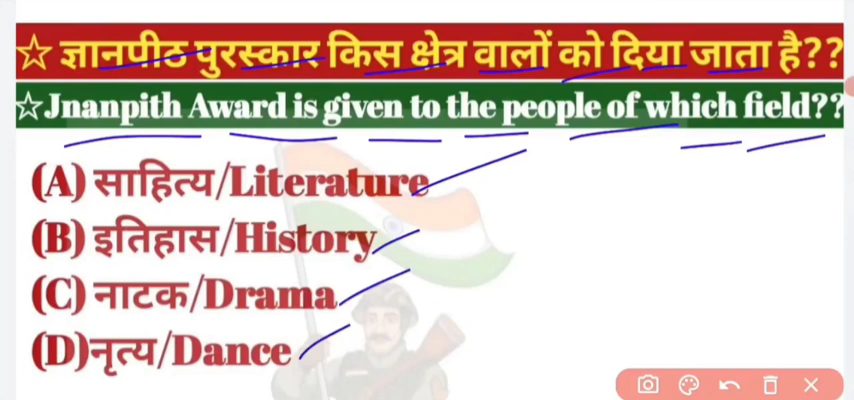 ☆ ज्ञानपीठ पुरस्कार किस क्षेत्र वालों को दिया जाता है??
☆Jnanpith Award is given to the people of which field??
(A) साहित्य/Literature
(B) इतिहास/History
(C) नाटक/Drama
(D)नृत्य/Dance